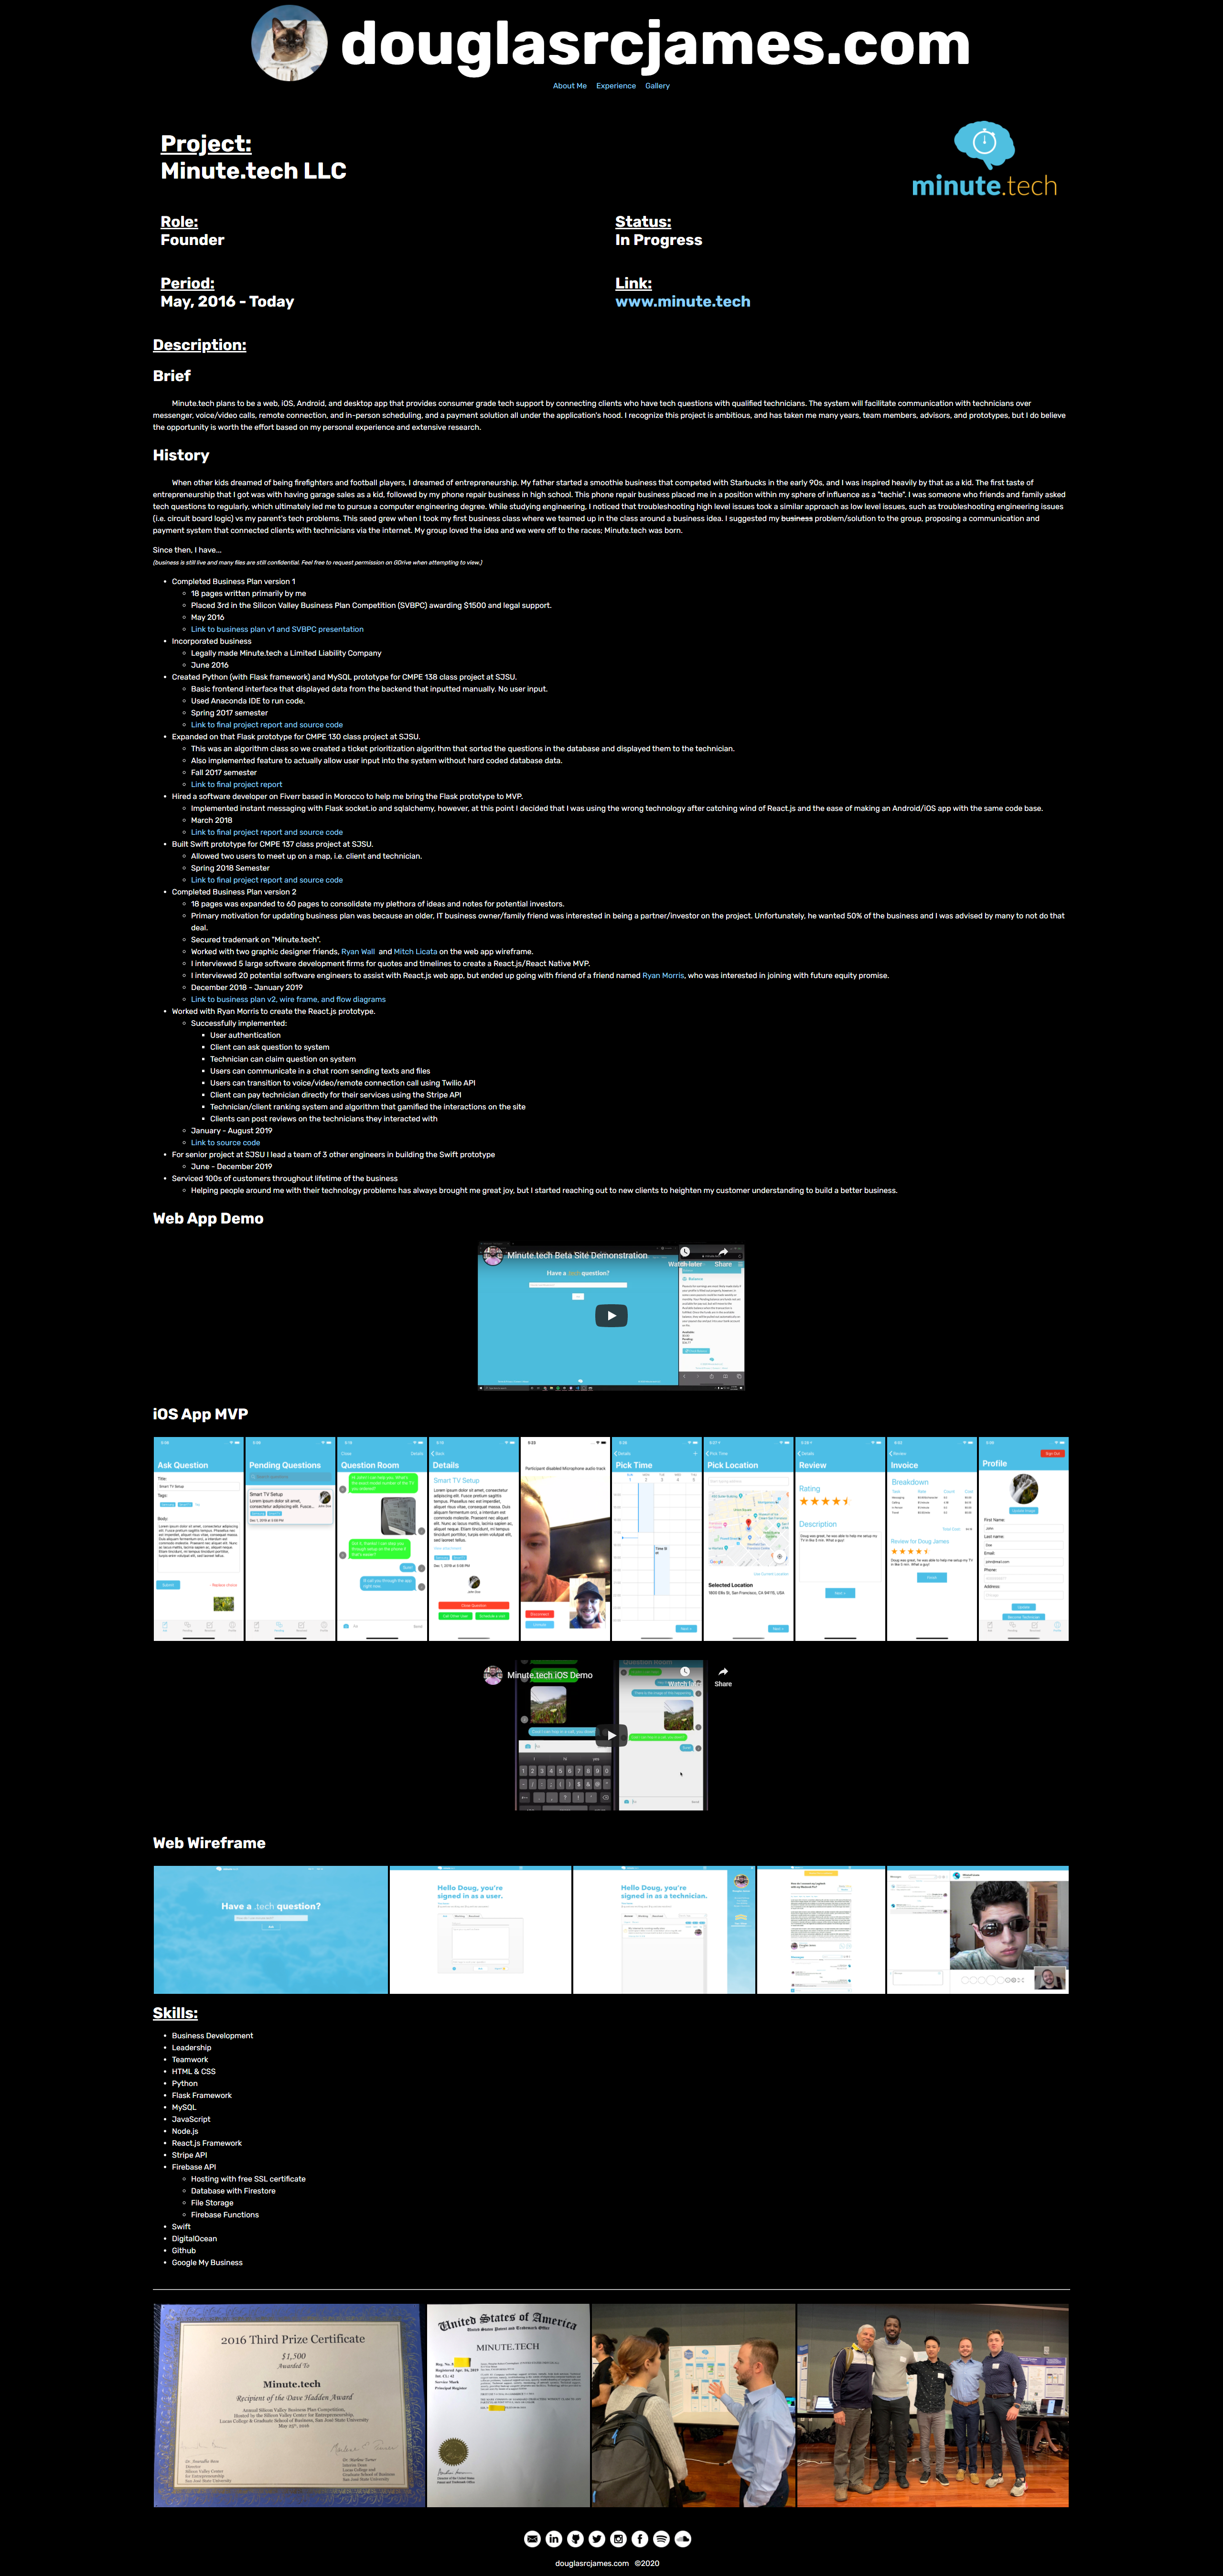 douglasrcjames.com
About Me Experience Gallery
Project:
Minute.tech LLC
minute.tech
Role:
Founder
Status:
In Progress
Period:
May, 2016 - Today
Link:
www.minute.tech
Description:
Brief
Minute.tech plans to be a web, iOS, Android, and desktop app that provides consumer grade tech support by connecting clients who have tech questions with qualified technicians. The system will facilitate communication with technicians over
messenger, voice/video calls, remote connection, and in-person scheduling, and a payment solution all under the application's hood. I recognize this project is ambitious, and has taken me many years, team members, advisors, and prototypes, but I do believe
the opportunity is worth the effort based on my personal experience and extensive research.
History
When other kids dreamed of being firefighters and football players, I dreamed of entrepreneurship. My father started a smoothie business that competed with Starbucks in the early 90s, and I was inspired heavily by that as a kid. The first taste of
entrepreneurship that I got was with having garage sales as a kid, followed by my phone repair business in high school. This phone repair business placed me in a position within my sphere of influence as a "techie". I was someone who friends and family asked
tech questions to regularly, which ultimately led me to pursue a computer engineering degree. While studying engineering, I noticed that troubleshooting high level issues took a similar approach as low level issues, such as troubleshooting engineering issues
(i.e. circuit board logic) vs my parent's tech problems. This seed grew when I took my first business class where we teamed up in the class around a business idea. I suggested my business problem/solution to the group, proposing a communication and
payment system that connected clients with technicians via the internet. My group loved the idea and we were off to the races; Minute.tech was born.
Since then, I have...
(business is still live and many files are still confidential. Feel free to request permission on GDrive when attempting to view.)
Completed Business Plan version 1
18 pages written primarily by me
Placed 3rd in the Silicon Valley Business Plan Competition (SVBPC) awarding $1500 and legal support.
May 2016
Link to business plan v1 and SVBPC presentation
Incorporated business
Legally made Minute.tech a Limited Liability Company
June 2016
Created Python (with Flask framework) and MySQL prototype for CMPE 138 class project at SJSU.
Basic frontend interface that displayed data from the backend that inputted manually. No user input.
Used Anaconda IDE to run code.
Spring 2017 semester
Link to final project report and source code
Expanded on that Flask prototype for CMPE 130 class project at SJSU.
This was an algorithm class so we created a ticket prioritization algorithm that sorted the questions in the database and displayed them to the technician.
Also implemented feature to actually allow user input into the system without hard coded database data.
Fall 2017 semester
Link to final project report
Hired a software developer on Fiverr based in Morocco to help me bring the Flask prototype to MVP.
Implemented instant messaging with Flask socket.io and sqlalchemy, however, at this point I decided that I was using the wrong technology after catching wind of React.js and the ease of making an Android/iOS app with the same code base.
March 2018
Link to final project report and source code
Built Swift prototype for CMPE 137 class project at SJSU.
Allowed two users to meet up on a map, i.e. client and technician.
Spring 2018 Semester
Link to final project report and source code
Completed Business Plan version 2
18 pages was expanded to 60 pages to consolidate my plethora of ideas and notes for potential investors.
Primary motivation for updating business plan was because an older, IT business owner/family friend was interested in being a partner/investor on the project. Unfortunately, he wanted 50% of the business and I was advised by many to not do that
deal.
Secured trademark on "Minute.tech".
Worked with two graphic designer friends, Ryan Wall and Mitch Licata on the web app wireframe.
I interviewed 5 large software development firms for quotes and timelines to create a React.js/React Native MVP.
I interviewed 20 potential software engineers to assist with React.js web app, but ended up going with friend of a friend named Ryan Morris, who was interested in joining with future equity promise.
December 2018 - January 2019
Link to business plan v2, wire frame, and flow diagrams
Worked with Ryan Morris to create the React.js prototype.
Successfully implemented:
User authentication
Client can ask question to system
Technician can claim question on system
Users can communicate in a chat room sending texts and files
Users can transition to voice/video/remote connection call using Twilio API
Client can pay technician directly for their services using the Stripe API
Technician/client ranking system and algorithm that gamified the interactions on the site
Clients can post reviews on the technicians they interacted with
January - August 2019
Link to source code
For senior project at SJSU I lead a team of 3 other engineers in building the Swift prototype
June - December 2019
Serviced 100s of customers throughout lifetime of the business
Helping people around me with their technology problems has always brought me great joy, but I started reaching out to new clients to heighten my customer understanding to build a better business.
Web App Demo
Minute.tech Beta Site Demonstration
Watch later Share
Have a tech question?
Balance
iOS App MVP
Ask Question
Pending Questions
Question Room
Details
Participant disabled Microphone audio track
Pick Time
Pick Location
Review
Invoice
Profile
Smart TV Setup
Smart TV Setup
Rating
Description
Breakdown
Review for Doug James
Selected Location
Minute.tech iOS Demo
Share
Web Wireframe
Have a .tech question?
Hello Doug, you're
signed in as a user.
Hello Doug, you're
signed in as a technician.
Skills:
Business Development
Leadership
Teamwork
HTML & CSS
Python
Flask Framework
MySQL
JavaScript
Node.js
React.js Framework
Stripe API
Firebase API
Hosting with free SSL certificate
Database with Firestore
File Storage
Firebase Functions
Swift
DigitalOcean
Github
Google My Business
2016 Third Prize Certificate
$1,500
Awarded To
Minute.tech
Recipient of the Dave Hadden Award
Annual Silicon Valley Business Plan Competition,
Hosted by the Silicon Valley Center for Entrepreneurship,
Lucas College & Graduate School of Business, San José State University
United States of America
United States Patent and Trademark Office
MINUTE.TECH
douglasrcjames.com ©2020